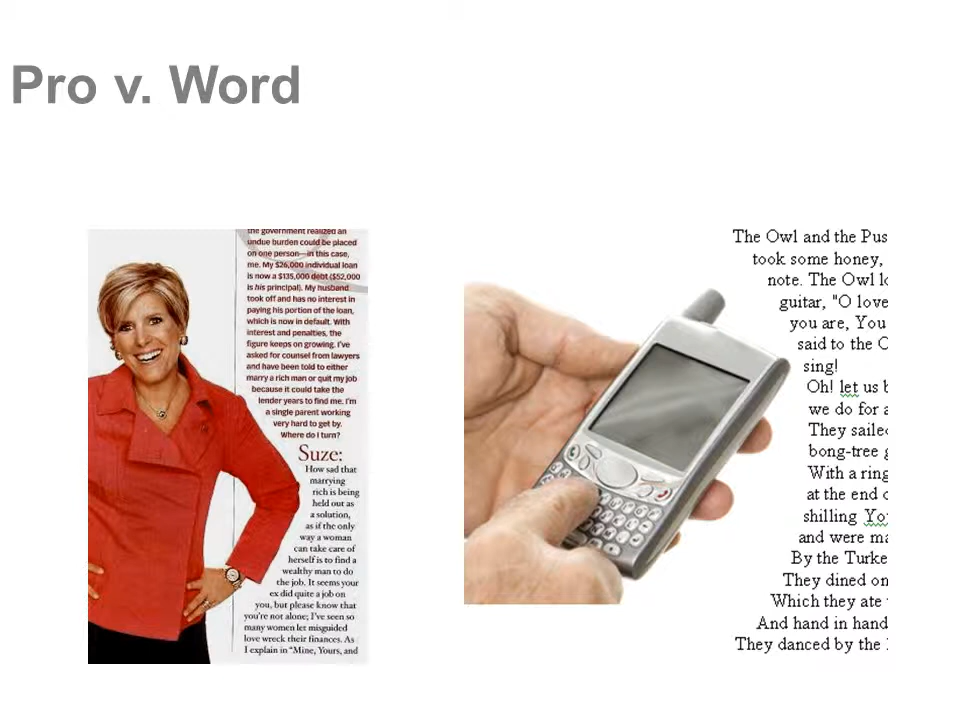 Pro v. Word
the government realized an
undue burden could be placed
on one person—in this case,
me. My $26,000 individual loan
is now a $135,000 debt ($52,000
is his principal). My husband
took off and has no interest in
paying his portion of the loan,
which is now in default. With
interest and penalties, the
figure keeps on growing. I've
asked for counsel from lawyers
and have been told to either
marry a rich man or quit my job
because it could take the
lender years to find me. I'm
a single parent working
very hard to get by.
Where do I turn?
Suze:
How sad that
marrying
rich is being
held out as
a solution,
as if the only
way a woman
can take care of
herself is to find a
wealthy man to do
the job. It seems your
ex did quite a job on
you, but please know that
you're not alone; I've seen so
many women let misguided
love wreck their finances. As
I explain in "Mine, Yours, and
The Owl and the Pus
took some honey,
note. The Owl lo
guitar, "O love
you are, You
said to the O
sing!
Oh! let us b
we do for a
They sailed
bong-tree g
With a ring
at the end o
shilling You
and were ma
By the Turke
They dined on
Which they ate
And hand in hand
They danced by the